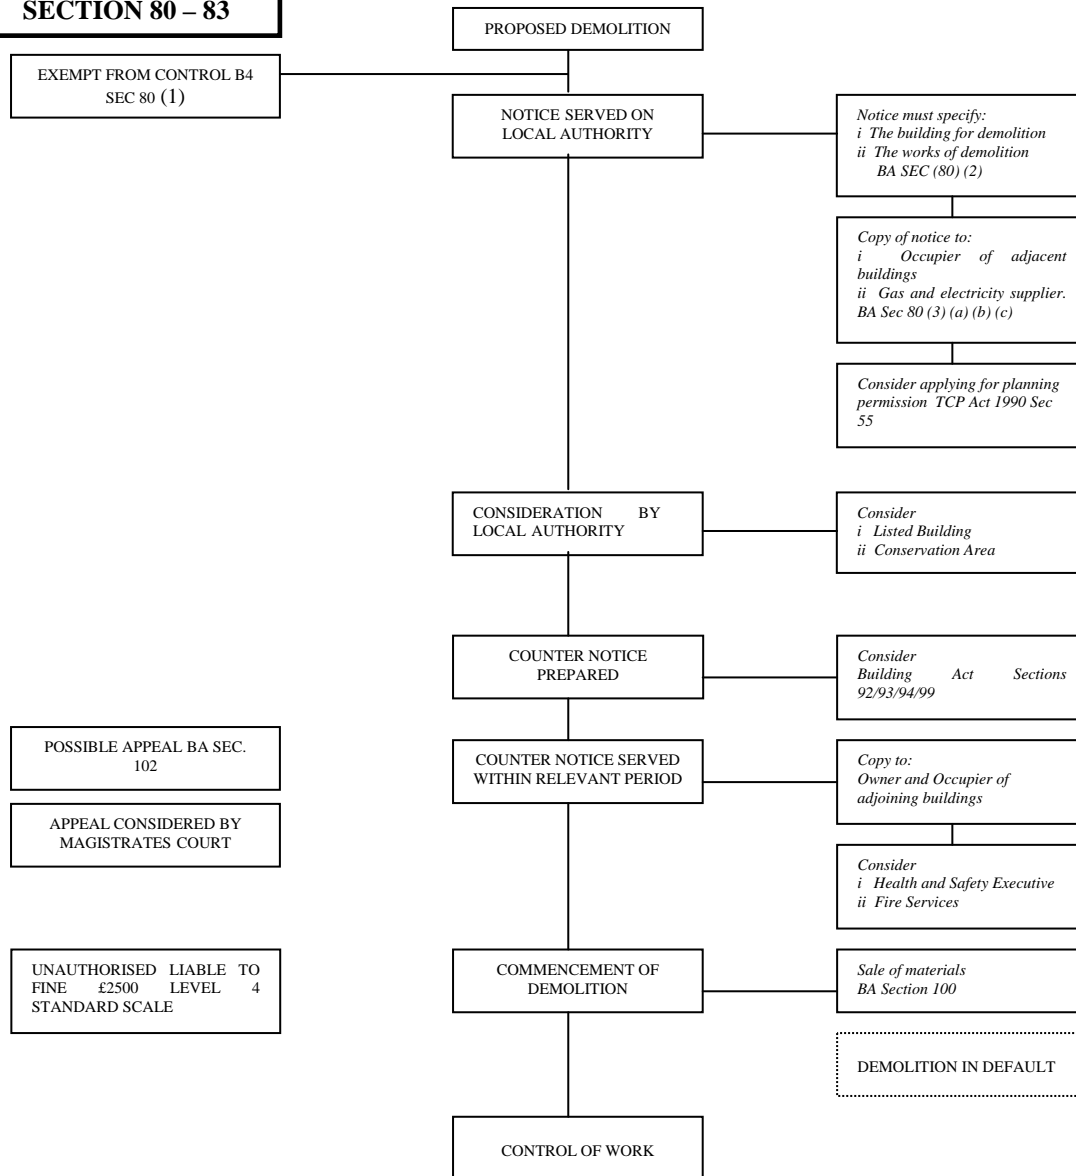 SECTION 80 – 83
PROPOSED DEMOLITION
EXEMPT FROM CONTROL B4
SEC 80 (1)
NOTICE SERVED ON
LOCAL AUTHORITY
Notice must specify:
i The building for demolition
ii The works of demolition
BA SEC (80) (2)
Copy of notice to:
i Occupier of adjacent
buildings
ii Gas and electricity supplier.
BA Sec 80 (3) (a) (b) (c)
Consider applying for planning
permission TCP Act 1990 Sec
55
CONSIDERATION BY
LOCAL AUTHORITY
Consider
i Listed Building
ii Conservation Area
COUNTER NOTICE
PREPARED
Consider
Building Act Sections
92/93/94/99
POSSIBLE APPEAL BA SEC.
102
COUNTER NOTICE SERVED
WITHIN RELEVANT PERIOD
Copy to:
Owner and Occupier of
adjoining buildings
APPEAL CONSIDERED BY
MAGISTRATES COURT
Consider
i Health and Safety Executive
ii Fire Services
UNAUTHORISED LIABLE TO
FINE £2500 LEVEL 4
STANDARD SCALE
COMMENCEMENT OF
DEMOLITION
Sale of materials
BA Section 100
DEMOLITION IN DEFAULT
CONTROL OF WORK